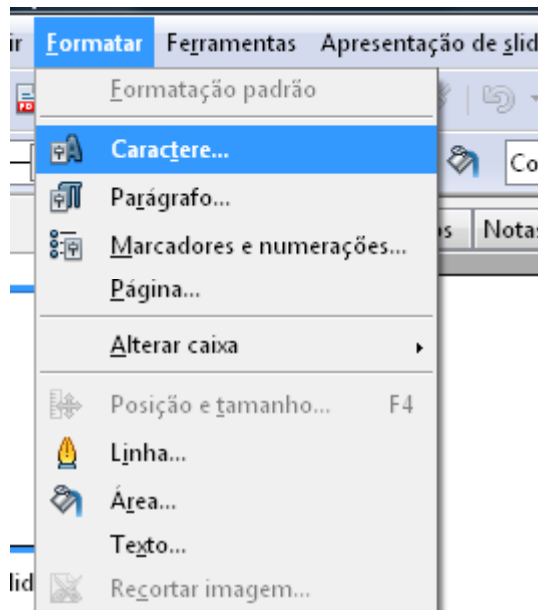 ir Formatar Ferramentas Apresentação de slid
Formatação padrão
Caractere...
Co
Parágrafo...
Notas
Marcadores e numerações...
Página...
Alterar caixa
Posição e tamanho... F4
Linha...
Área...
Texto...
lid
Recortar imagem...